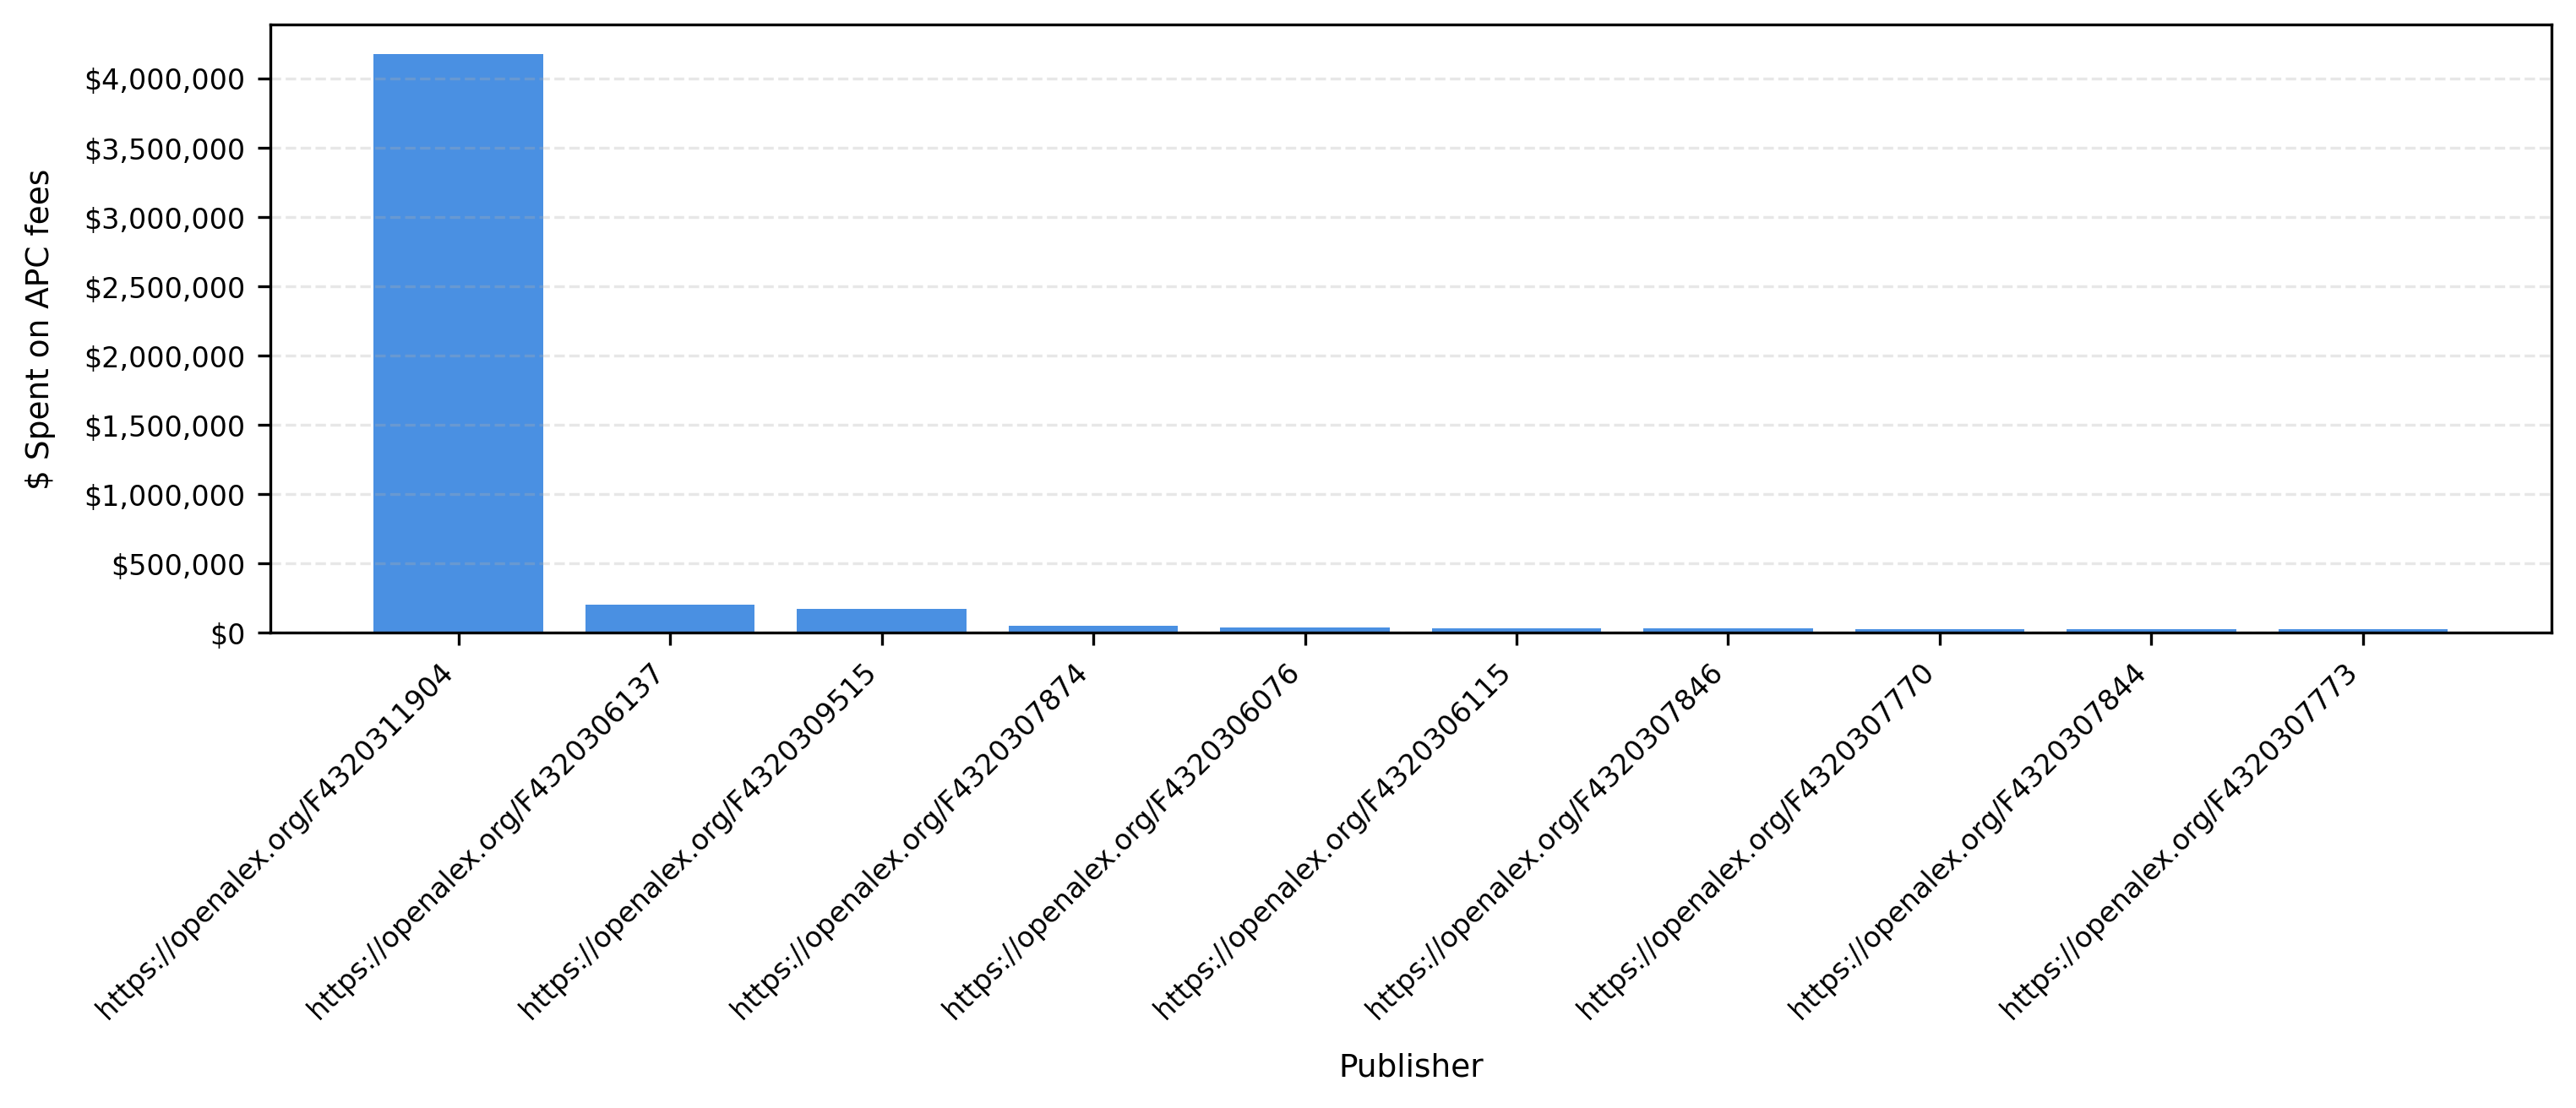 $ Spent on APC fees
$4,000,000
$3,500,000
$3,000,000
$2,500,000
$2,000,000
$1,500,000
$1,000,000
$500,000
$0
https://openalex.org/F4320311904
https://openalex.org/F4320306137
https://openalex.org/F4320309515
https://openalex.org/F4320307874
https://openalex.org/F4320306076
https://openalex.org/F4320306115
https://openalex.org/F4320307846
https://openalex.org/F4320307770
https://openalex.org/F4320307844
https://openalex.org/F4320307773
Publisher